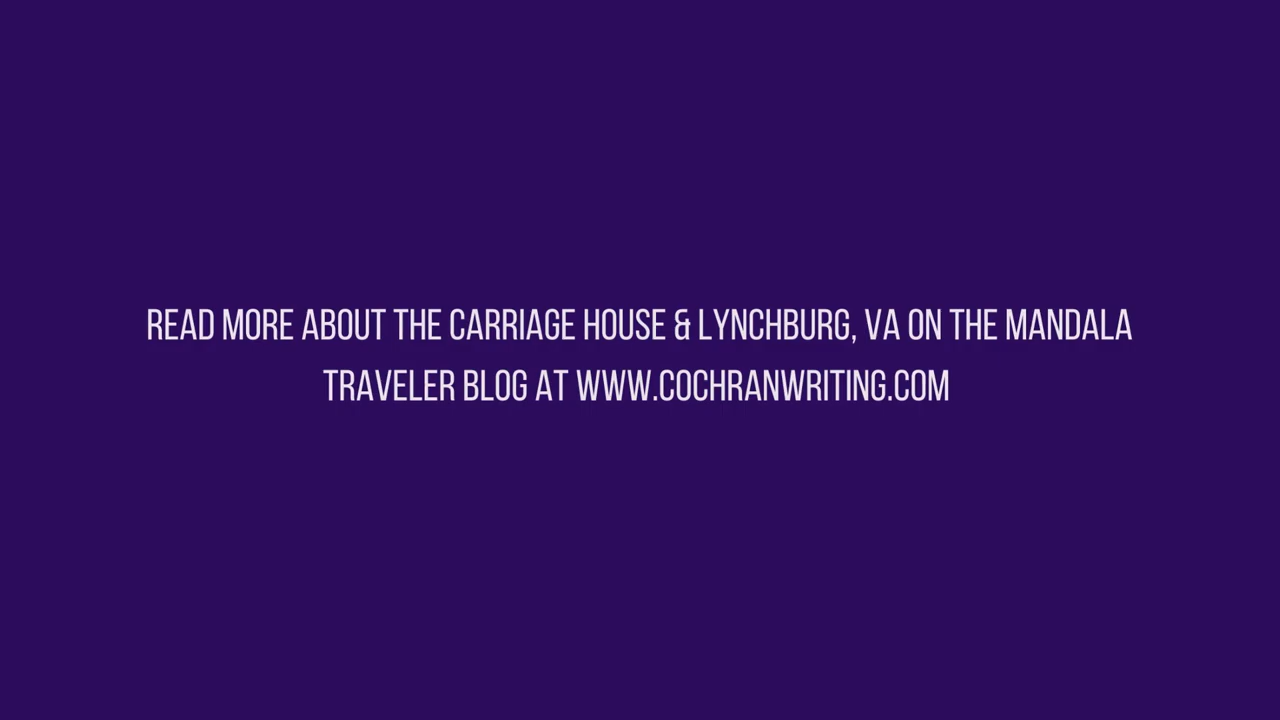 READ MORE ABOUT THE CARRIAGE HOUSE & LYNCHBURG, VA ON THE MANDALA
TRAVELER BLOG AT WWW.COCHRANWRITING.COM